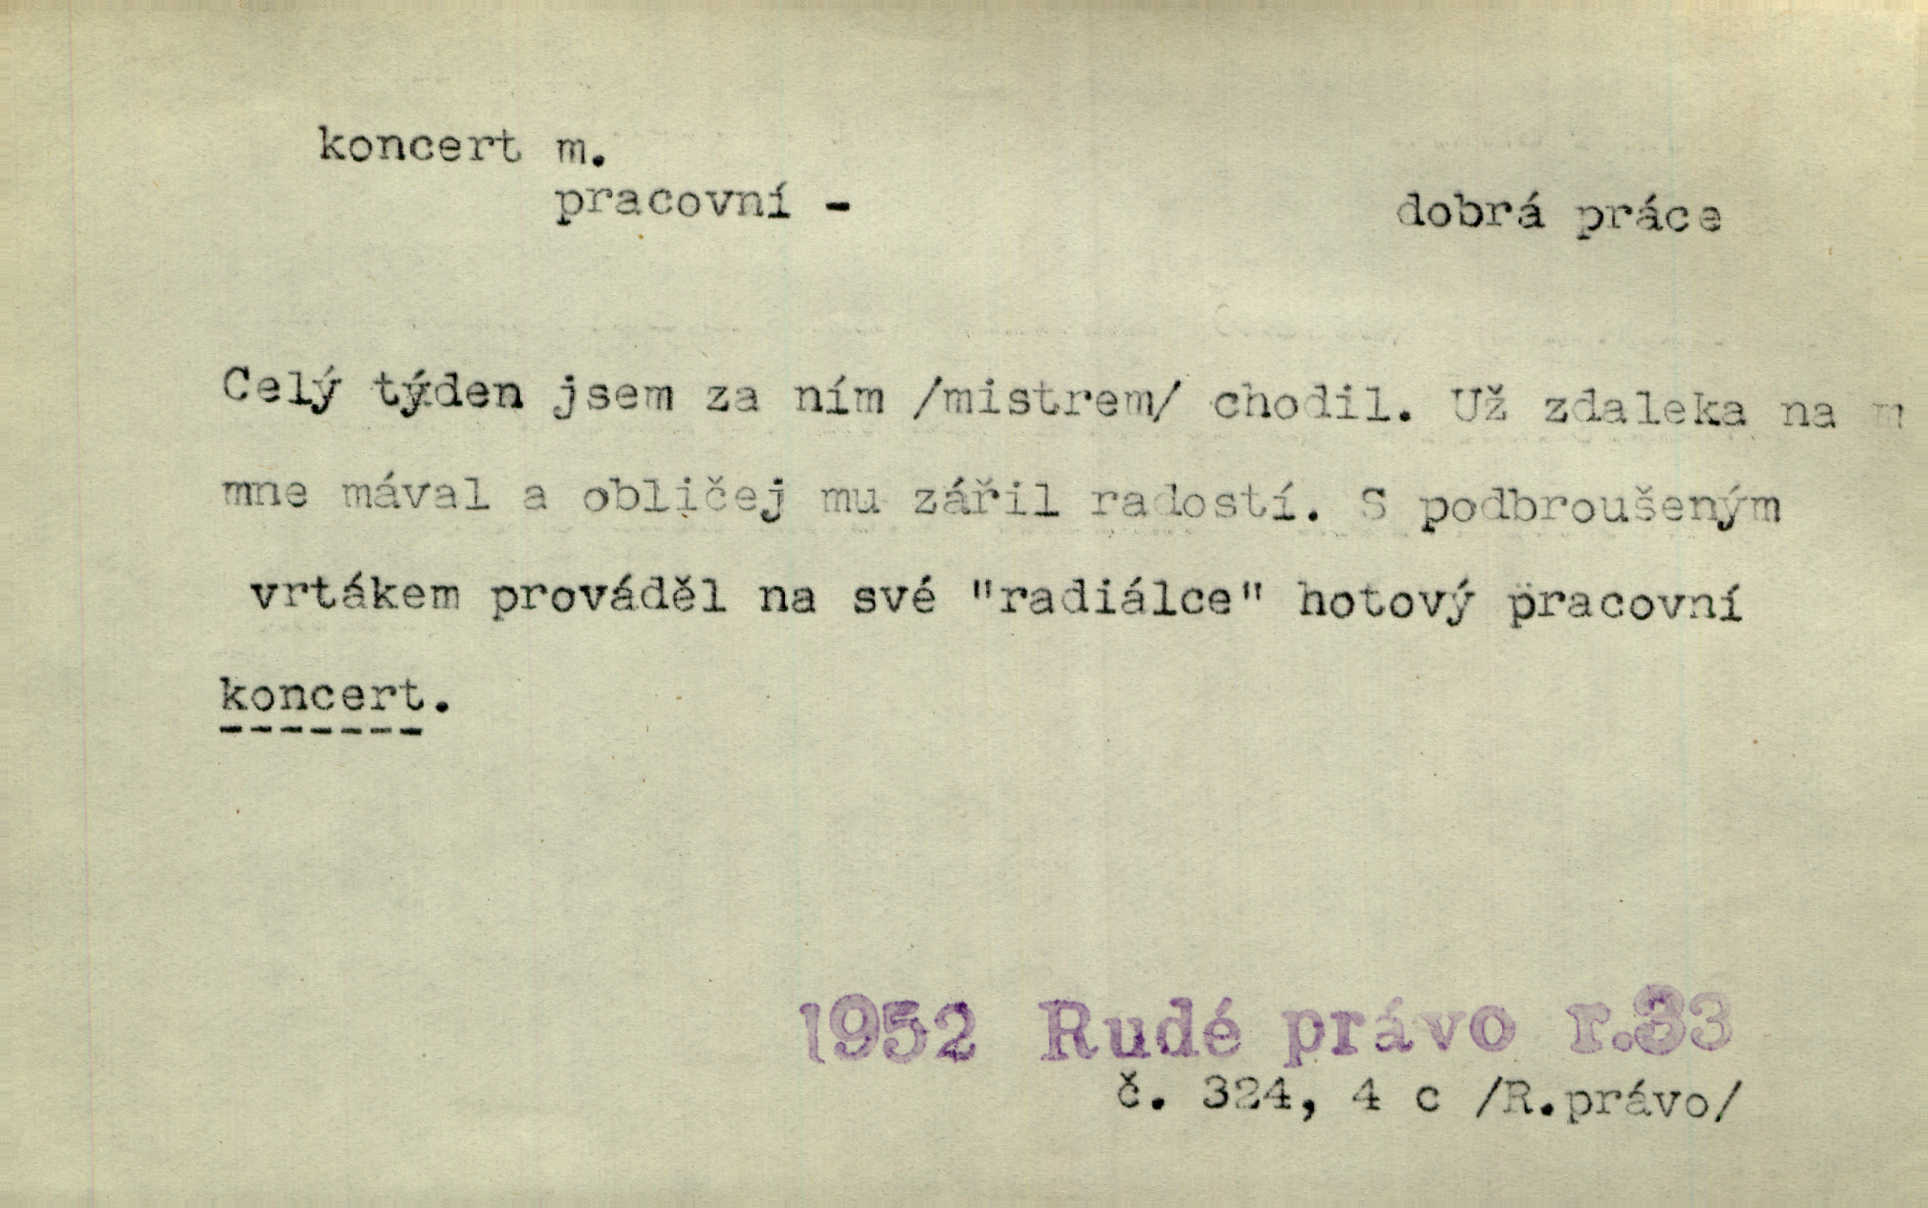 koncert m.
pracovní -
dobrá práce
Celý týden jsem za ním /mistrem/ chodil. Už zdaleka na m
mne mával a obličej mu zářil radostí. S podbroušeným
vrtákem prováděl na své "radiálce" hotový pracovní
koncert.
1952 Rudé právo r.33
č. 324, 4 c /R.právo/